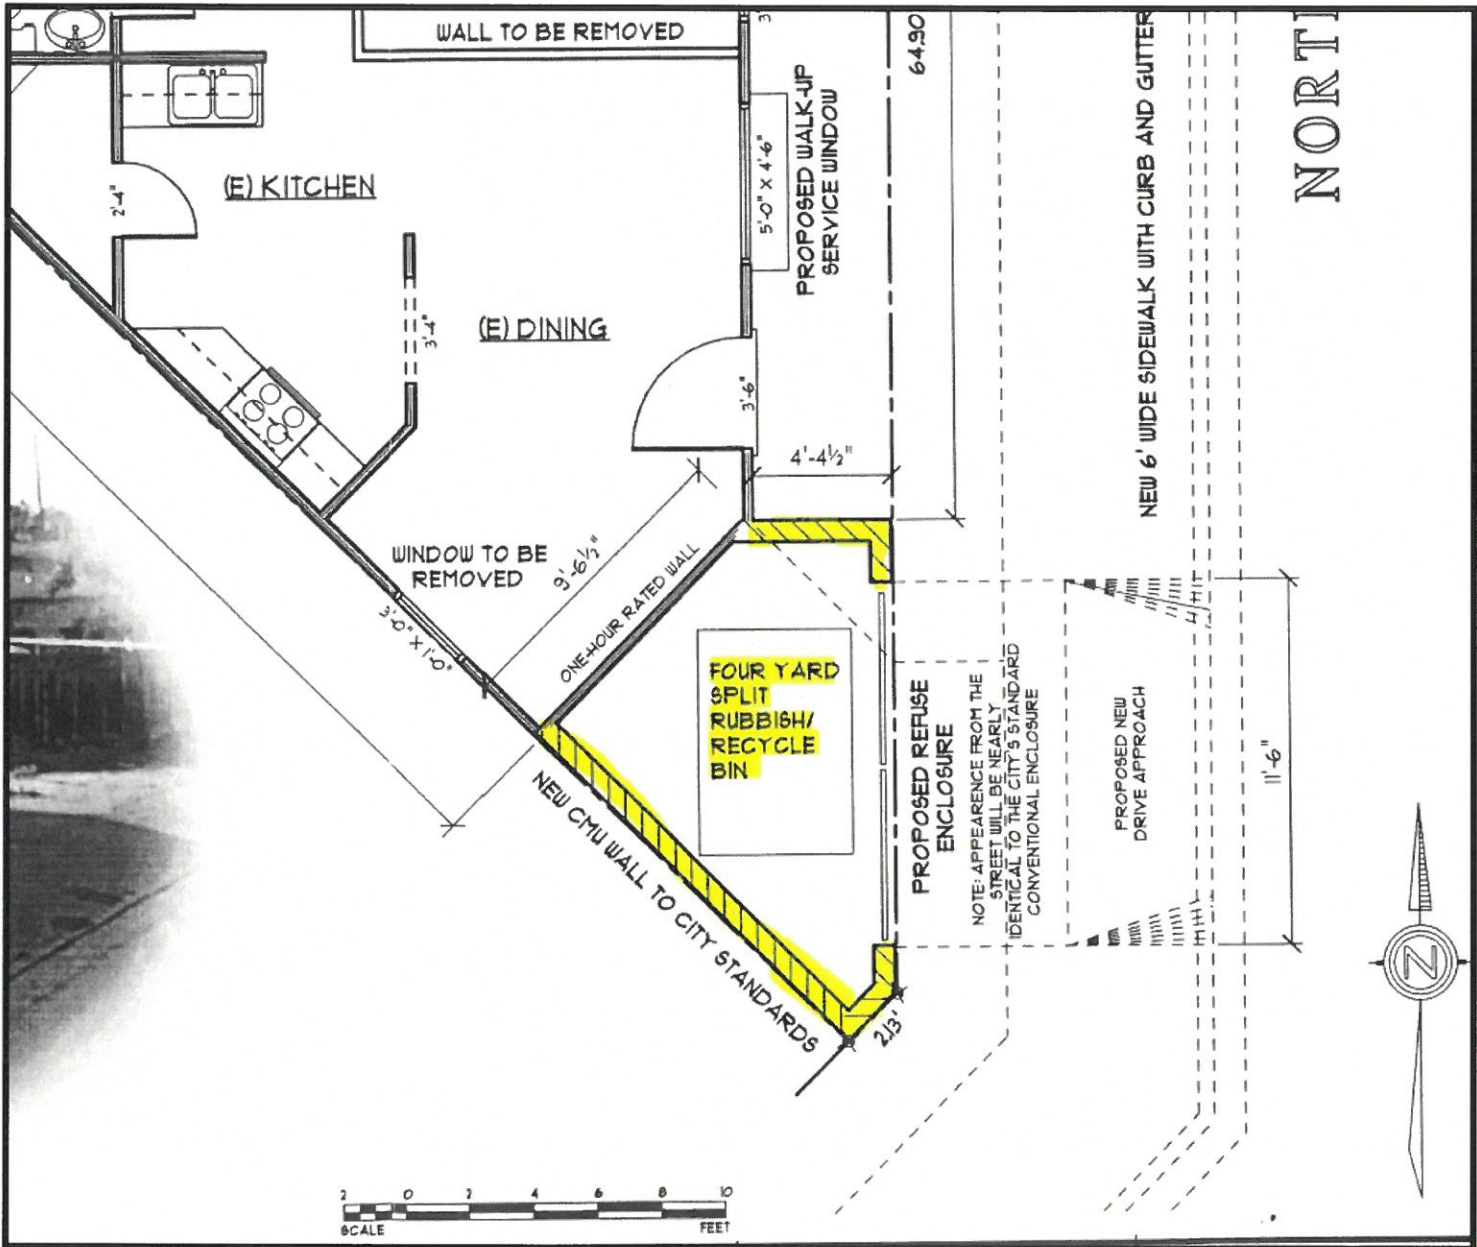 WALL TO BE REMOVED
3'
64.90
NEW 6' WIDE SIDEWALK WITH CURB AND GUTTER
NORT
(E) KITCHEN
2'-4"
5'-0" X 4'-6"
PROPOSED WALK-UP
SERVICE WINDOW
(E) DINING
3'-4"
3'-6"
4'-4½"
WINDOW TO BE
REMOVED
3'-0" X 1'-0"
9'-6½"
ONE-HOUR RATED WALL
FOUR YARD
SPLIT
RUBBISH/
RECYCLE
BIN
PROPOSED REFUSE
ENCLOSURE
NOTE: APPEARENCE FROM THE
STREET WILL BE NEARLY
IDENTICAL TO THE CITY'S STANDARD
CONVENTIONAL ENCLOSURE
PROPOSED NEW
DRIVE APPROACH
11'-6"
NEW CMU WALL TO CITY STANDARDS
2.13'
N
2 0 2 4 6 8 10
SCALE FEET